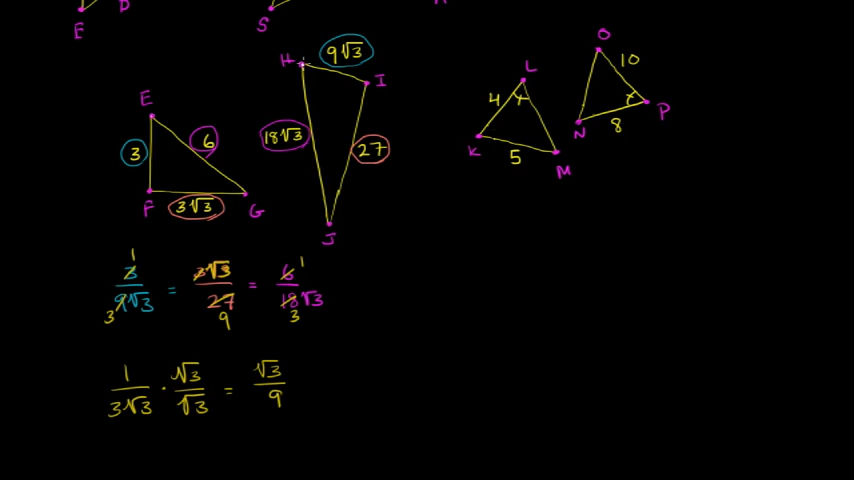 F D
S
H 9√3 I
O
10
L
4 x
x P
N 8
K 5 M
E
3 6
F 3√3 G
18√3 27
J
1
3/9√3 = 3√3/27 = 6/18√3
1
3 9 3
1/3√3 · √3/√3 = √3/9